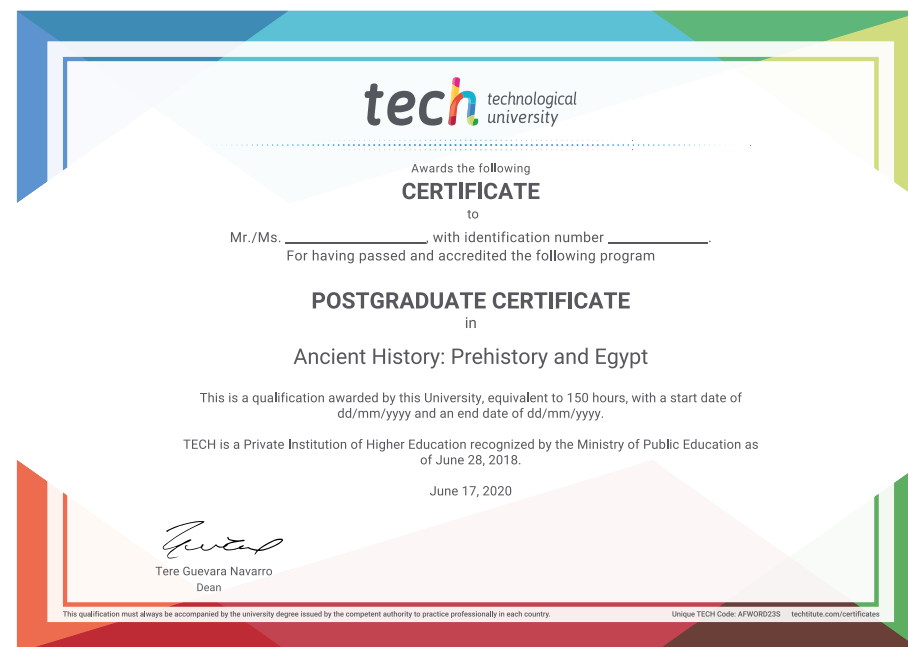 tech technological
university
Awards the following
CERTIFICATE
to
Mr./Ms. ________________, with identification number ____________.
For having passed and accredited the following program
POSTGRADUATE CERTIFICATE
in
Ancient History: Prehistory and Egypt
This is a qualification awarded by this University, equivalent to 150 hours, with a start date of
dd/mm/yyyy and an end date of dd/mm/yyyy.
TECH is a Private Institution of Higher Education recognized by the Ministry of Public Education as
of June 28, 2018.
June 17, 2020
Tere Guevara Navarro
Dean
This qualification must always be accompanied by the university degree issued by the competent authority to practice professionally in each country. Unique TECH Code: AFWORD23S techtitute.com/certificates